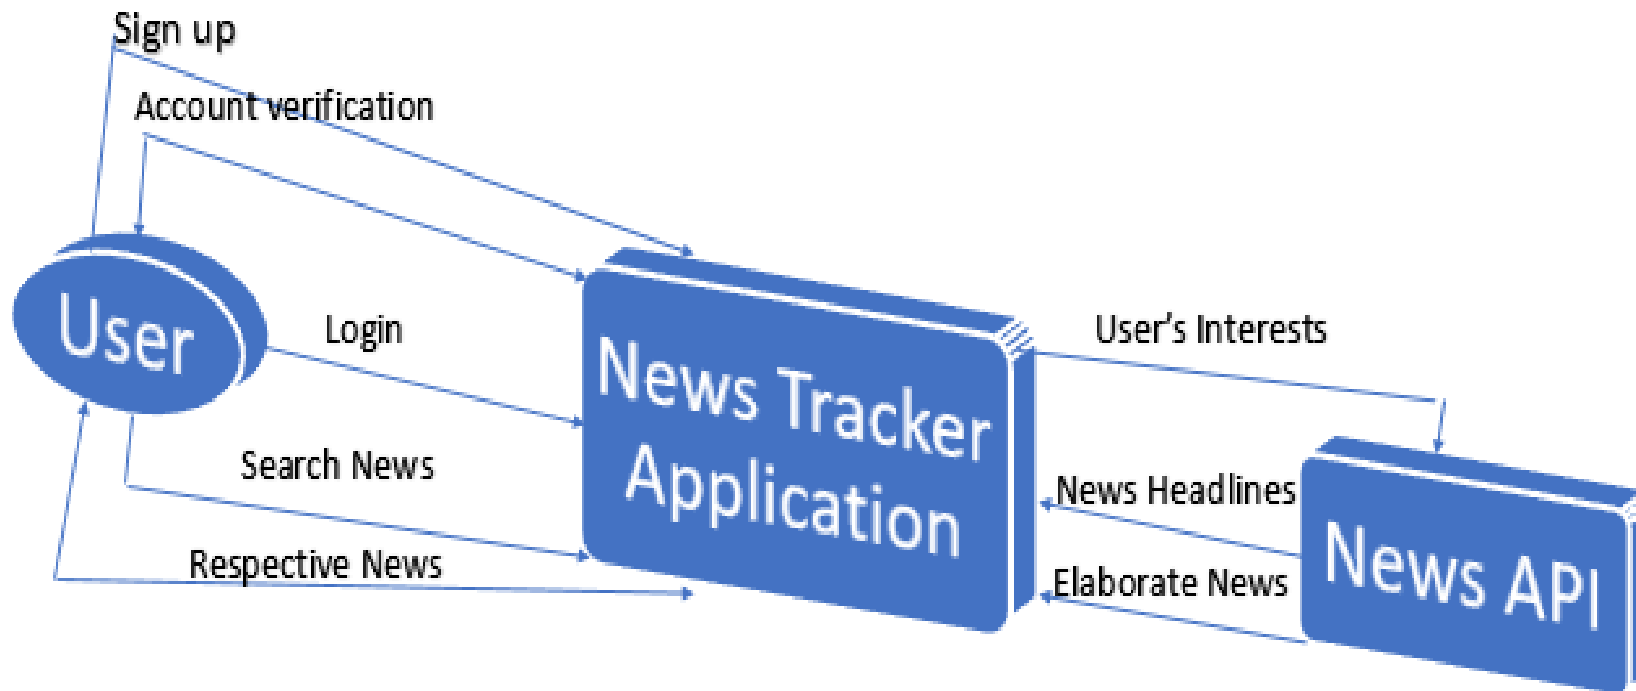 Sign up
Account verification
User
Login
Search News
Respective News
News Tracker
Application
User's Interests
News Headlines
Elaborate News
News API